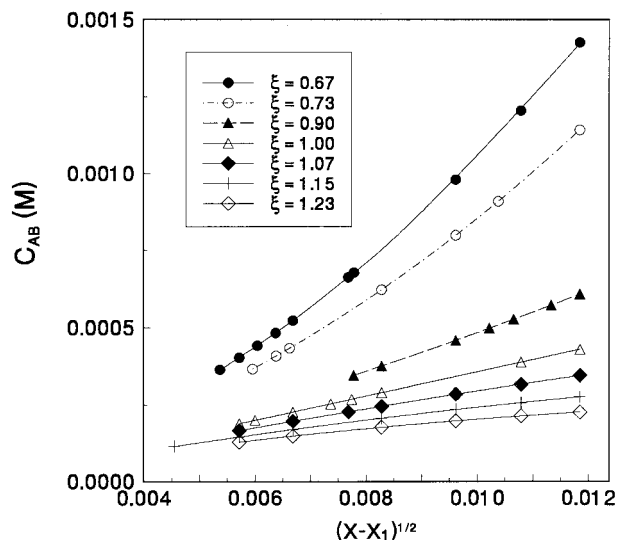 0.0015
0.0010
0.0005
0.0000
C_AB (M)
ξ = 0.67
ξ = 0.73
ξ = 0.90
ξ = 1.00
ξ = 1.07
ξ = 1.15
ξ = 1.23
0.004 0.006 0.008 0.010 0.012
(X-X₁)^1/2